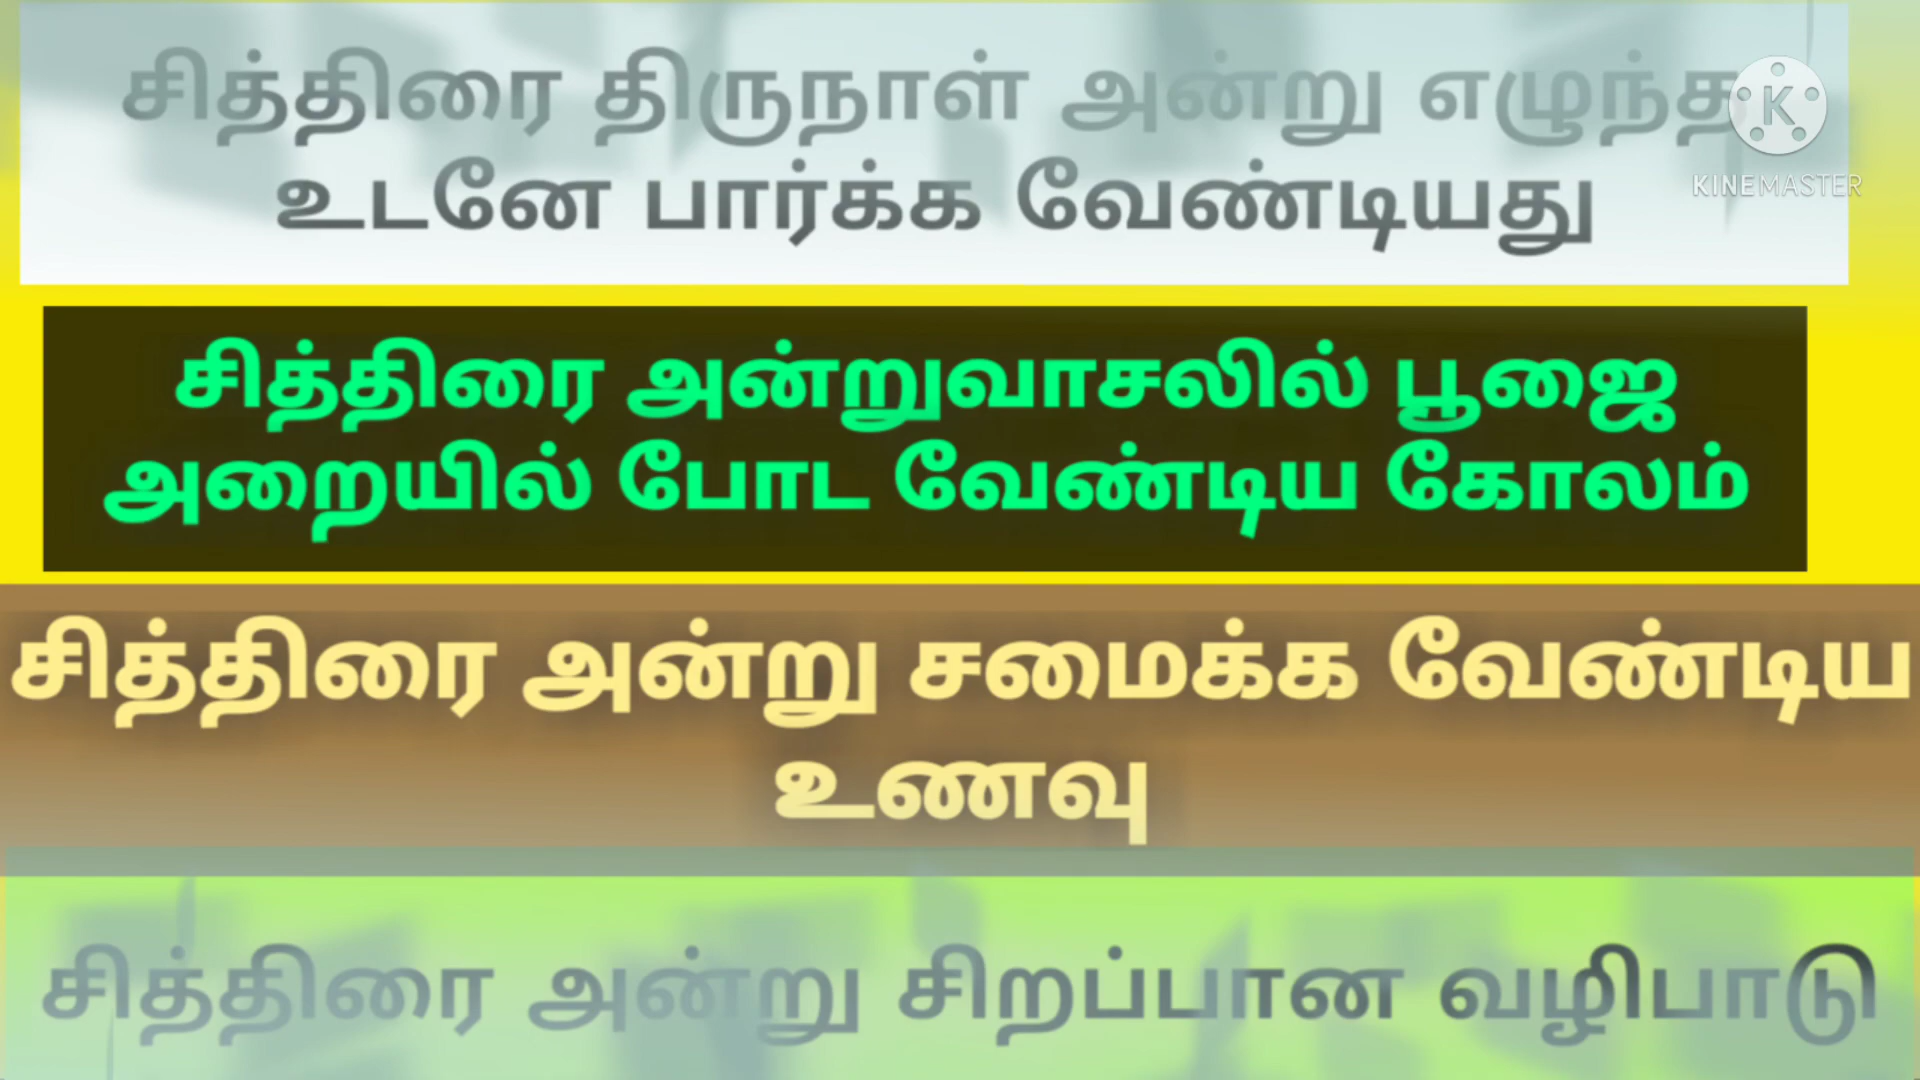 சித்திரை திருநாள் அன்று எழுந்த
உடனே பார்க்க வேண்டியது
KINEMASTER
சித்திரை அன்றுவாசலில் பூஜை
அறையில் போட வேண்டிய கோலம்
சித்திரை அன்று சமைக்க வேண்டிய
உணவு
சித்திரை அன்று சிறப்பான வழிபாடு